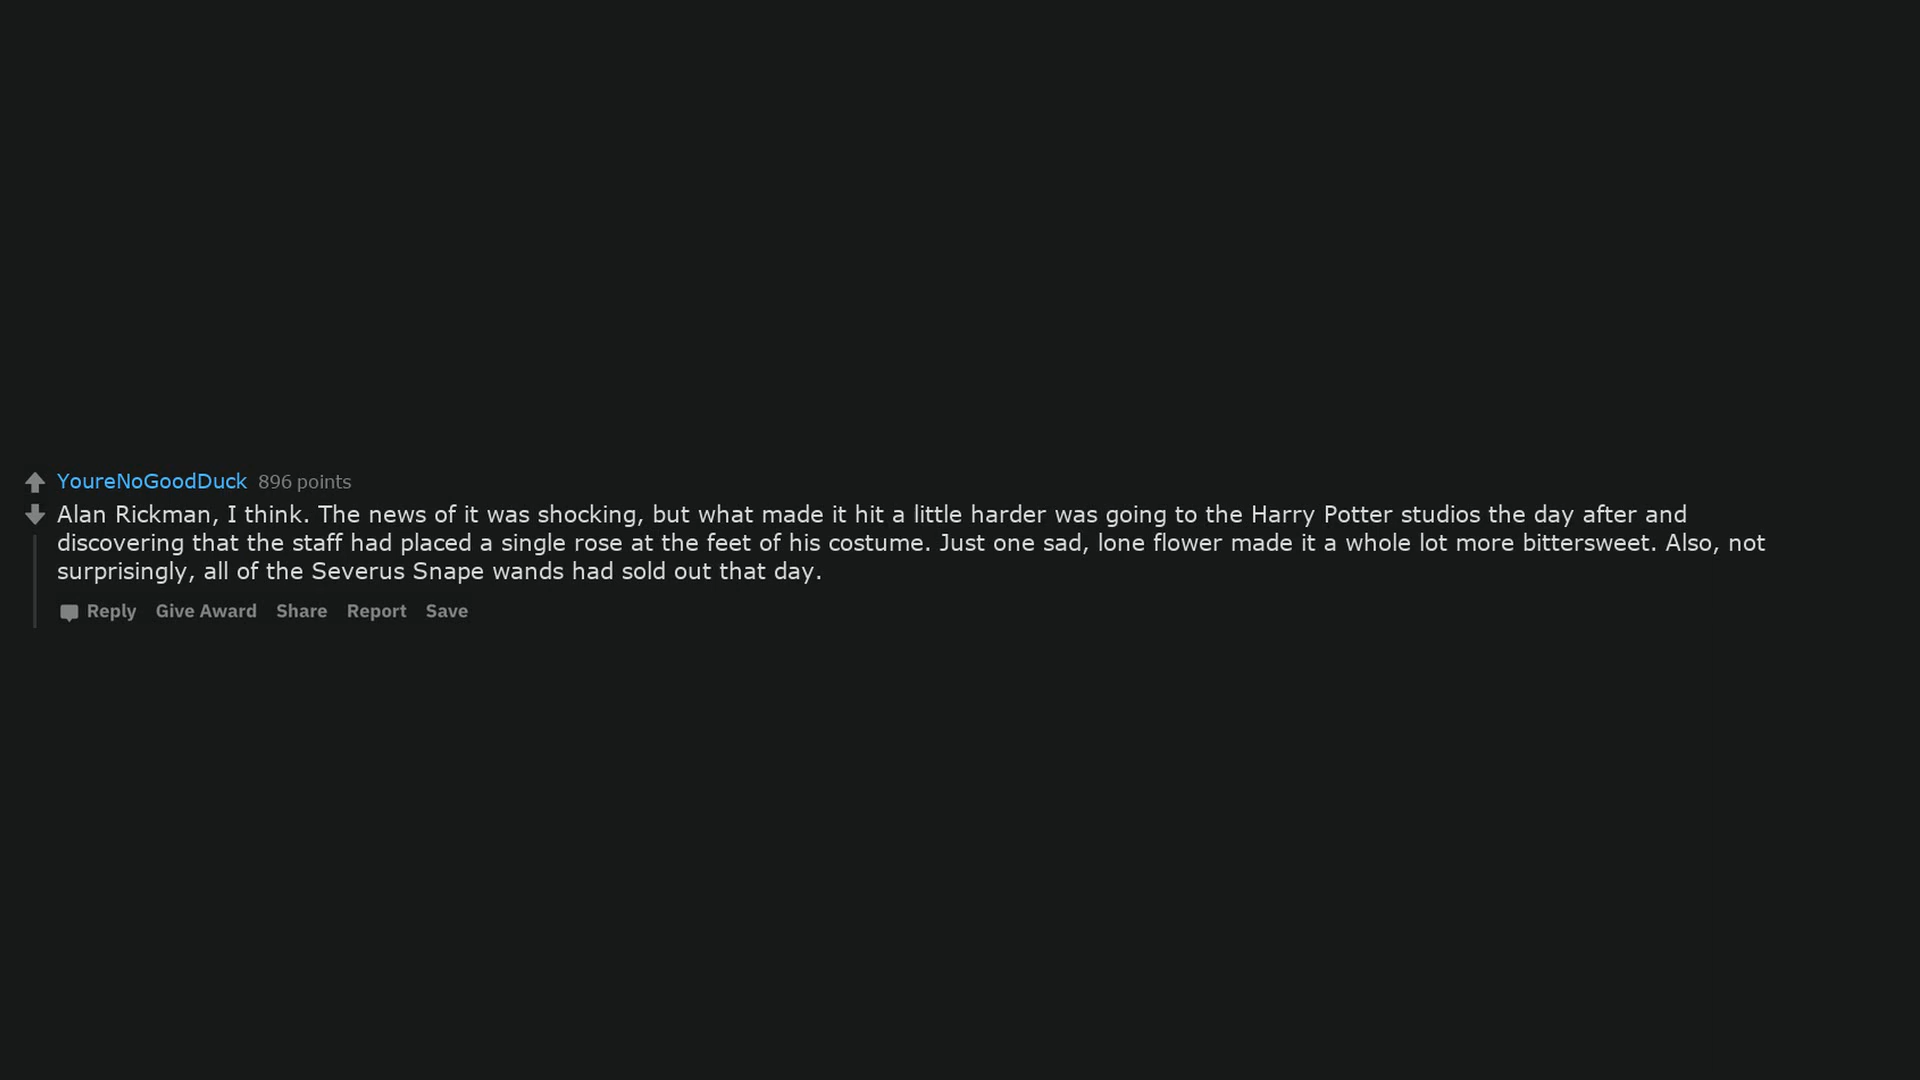 YoureNoGoodDuck 896 points
Alan Rickman, I think. The news of it was shocking, but what made it hit a little harder was going to the Harry Potter studios the day after and
discovering that the staff had placed a single rose at the feet of his costume. Just one sad, lone flower made it a whole lot more bittersweet. Also, not
surprisingly, all of the Severus Snape wands had sold out that day.
Reply Give Award Share Report Save